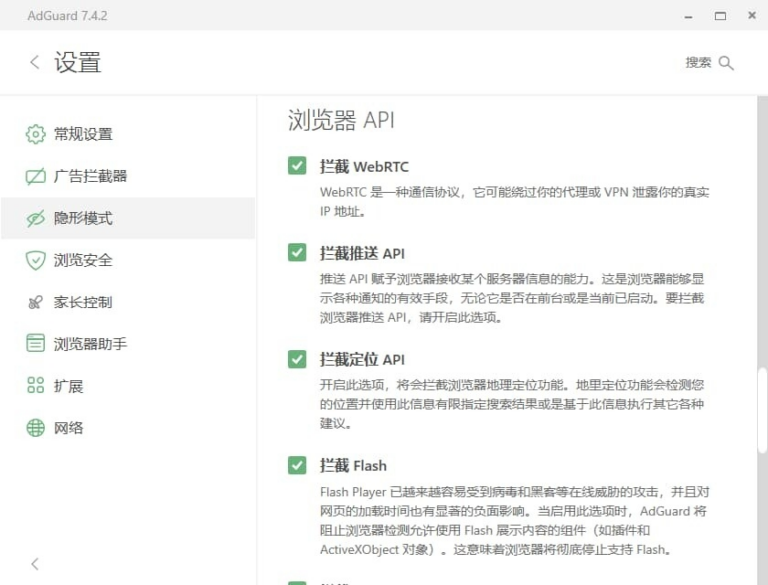 AdGuard 7.4.2
设置
搜索
常规设置
广告拦截器
隐形模式
浏览安全
家长控制
浏览器助手
扩展
网络
浏览器 API
拦截 WebRTC
WebRTC 是一种通信协议，它可能绕过你的代理或 VPN 泄露你的真实
IP 地址。
拦截推送 API
推送 API 赋予浏览器接收某个服务器信息的能力。这是浏览器能够显
示各种通知的有效手段，无论它是否在前台或是当前已启动。要拦截
浏览器推送 API，请开启此选项。
拦截定位 API
开启此选项，将会拦截浏览器地理定位功能。地里定位功能会检测您
的位置并使用此信息有限指定搜索结果或是基于此信息执行其它各种
建议。
拦截 Flash
Flash Player 已越来越容易受到病毒和黑客等在线威胁的攻击，并且对
网页的加载时间也有显著的负面影响。当启用此选项时，AdGuard 将
阻止浏览器检测允许使用 Flash 展示内容的组件（如插件和
ActiveXObject 对象）。这意味着浏览器将彻底停止支持 Flash。